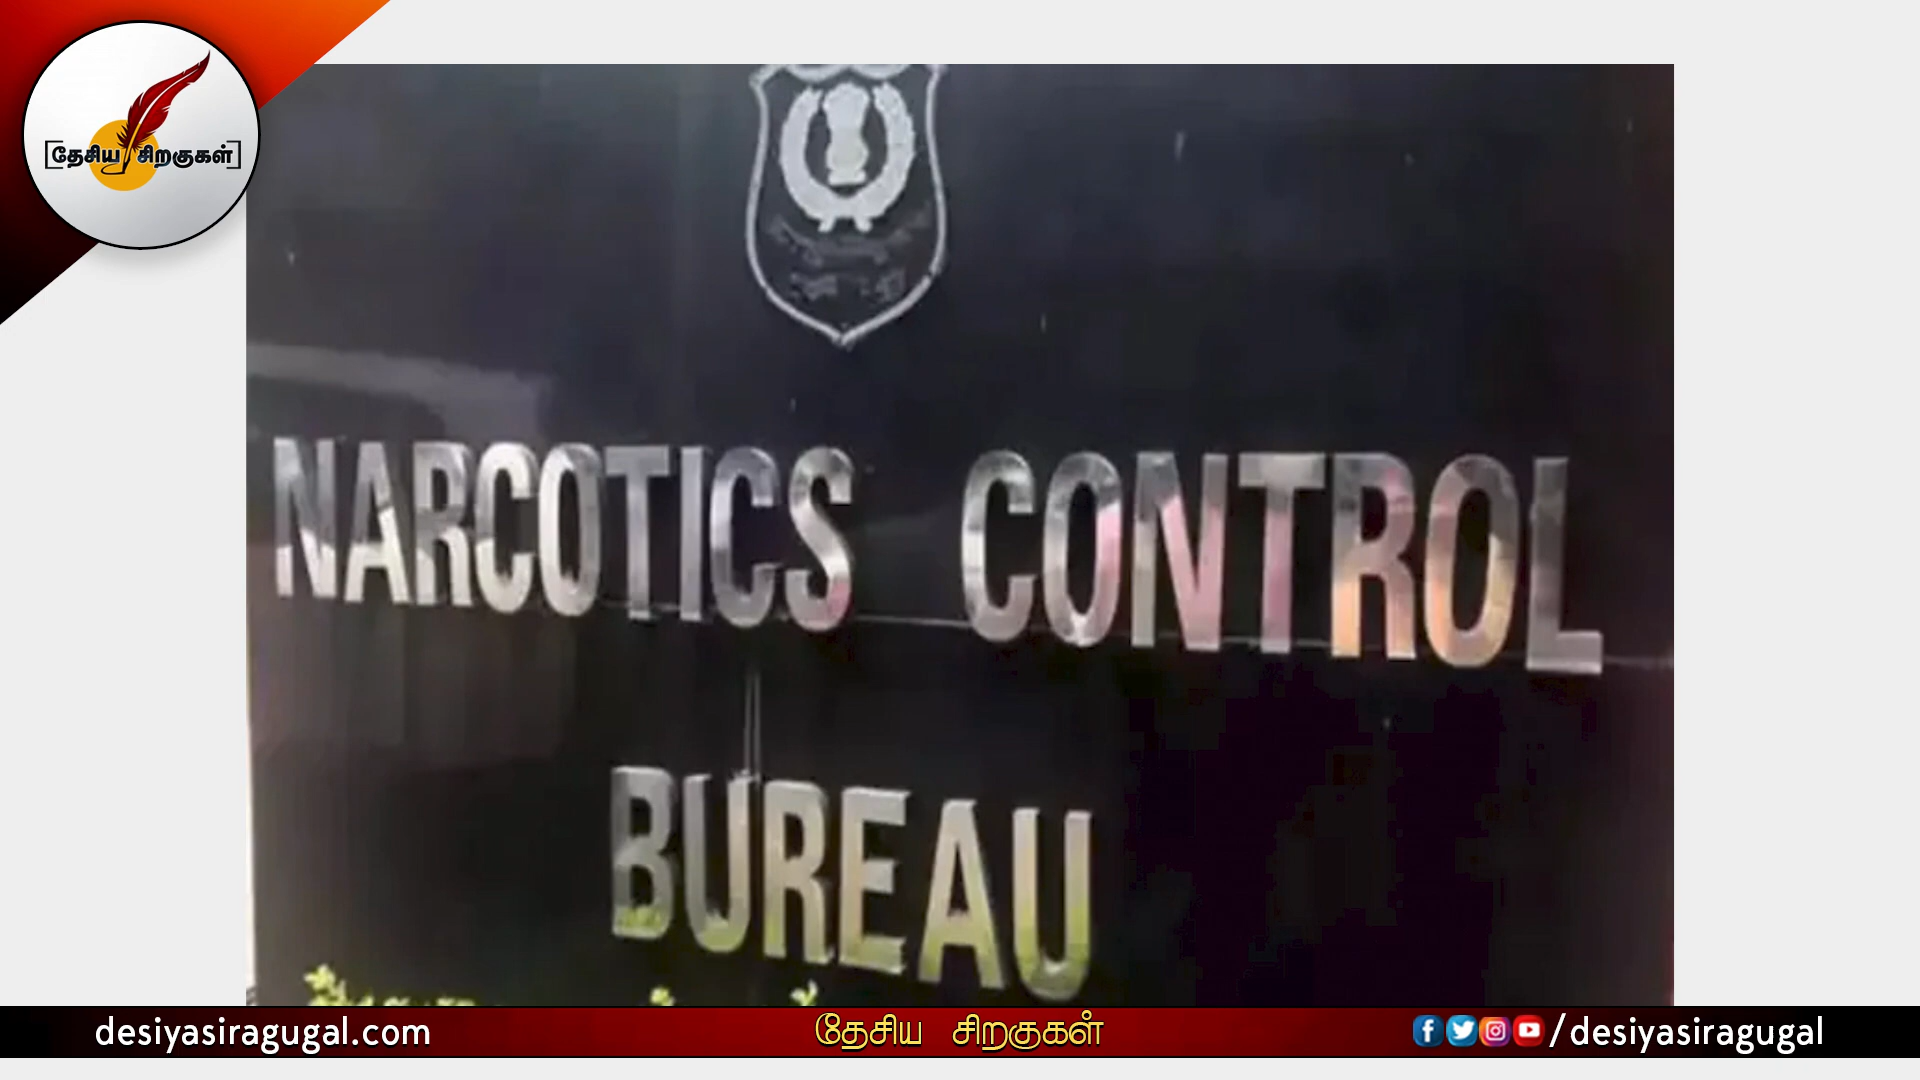 [தேசிய சிறகுகள்]
NARCOTICS CONTROL
BUREAU
desiyasiragugal.com
தேசிய சிறகுகள்
/desiyasiragugal